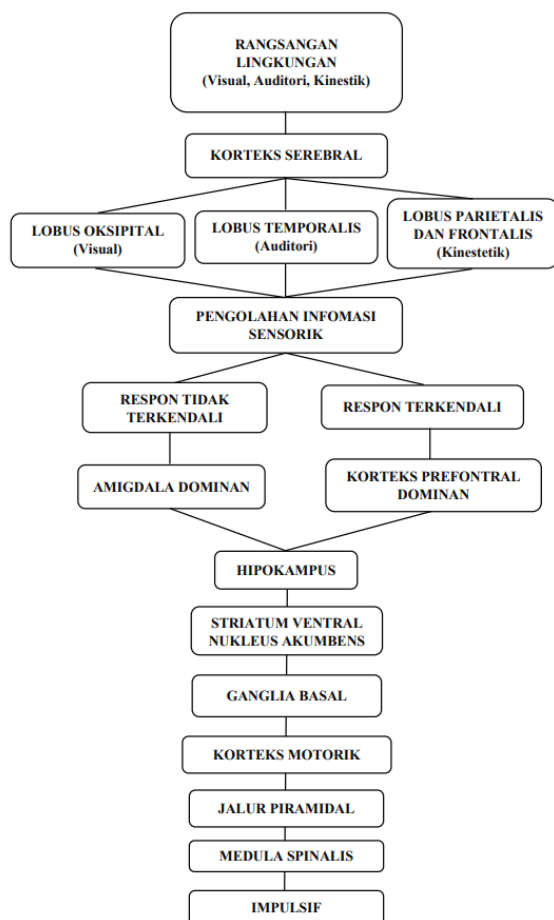 RANGSANGAN
LINGKUNGAN
(Visual, Auditori, Kinestik)
KORTEKS SEREBRAL
LOBUS OKSIPITAL
(Visual)
LOBUS TEMPORALIS
(Auditori)
LOBUS PARIETALIS
DAN FRONTALIS
(Kinestetik)
PENGOLAHAN INFOMASI
SENSORIK
RESPON TIDAK
TERKENDALI
RESPON TERKENDALI
AMIGDALA DOMINAN
KORTEKS PREFONTRAL
DOMINAN
HIPOKAMPUS
STRIATUM VENTRAL
NUKLEUS AKUMBENS
GANGLIA BASAL
KORTEKS MOTORIK
JALUR PIRAMIDAL
MEDULA SPINALIS
IMPULSIF